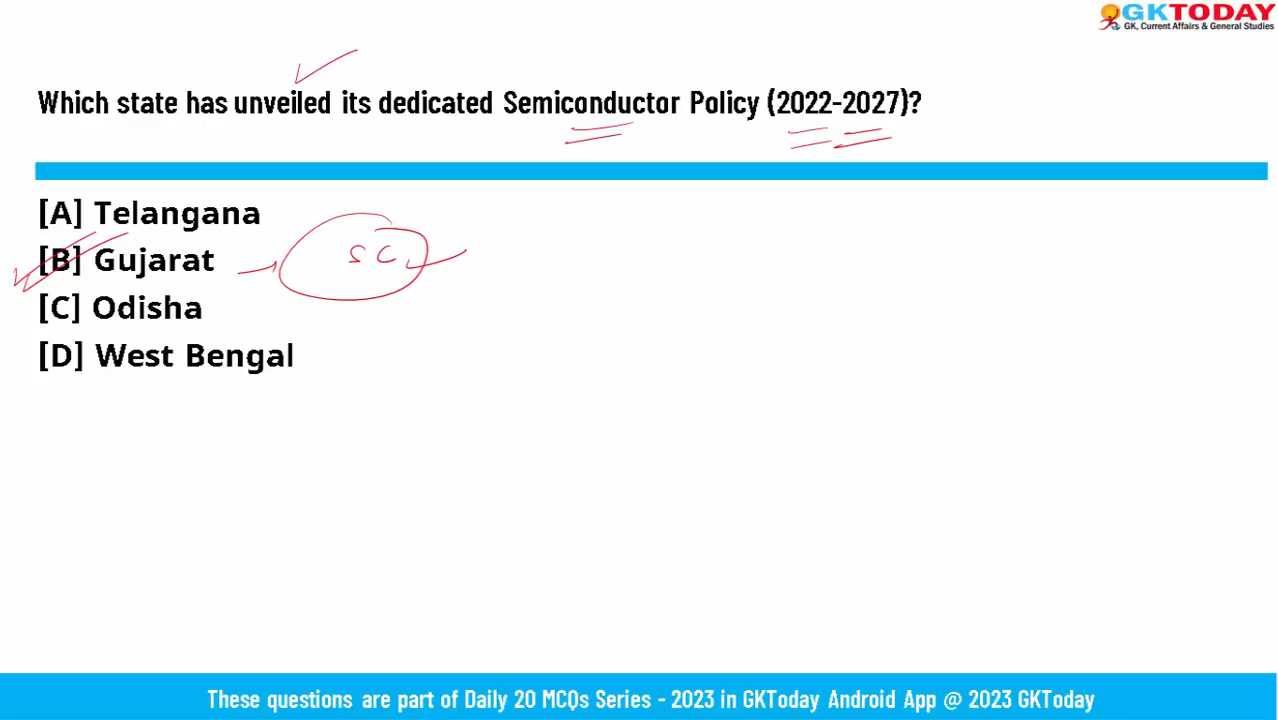 GKTODAY
GK, Current Affairs & General Studies
Which state has unveiled its dedicated Semiconductor Policy (2022-2027)?
[A] Telangana
[B] Gujarat
SC
[C] Odisha
[D] West Bengal
These questions are part of Daily 20 MCQs Series - 2023 in GKToday Android App @ 2023 GKToday